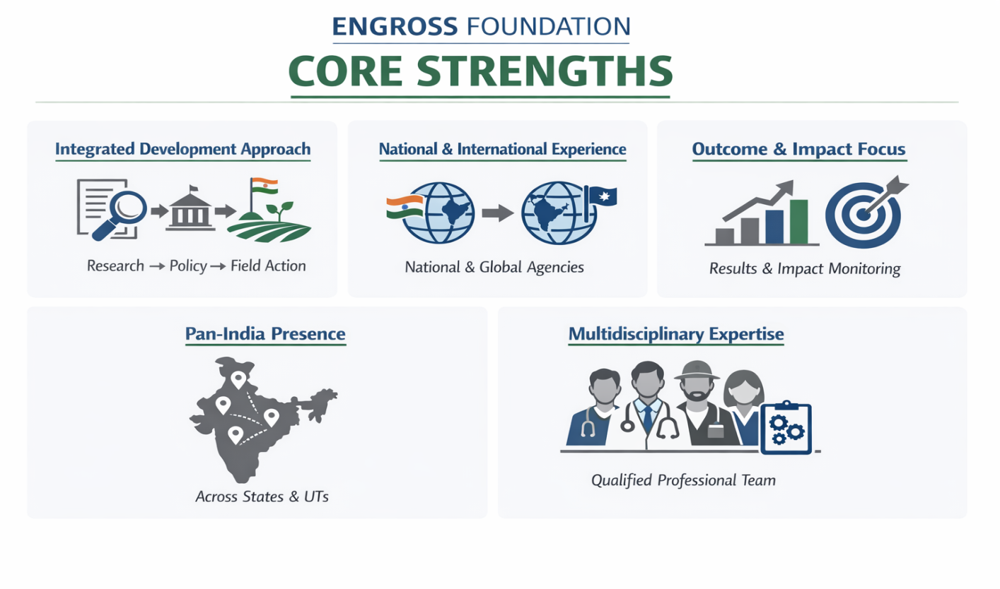 ENGROSS FOUNDATION
CORE STRENGTHS
Integrated Development Approach
Research → Policy → Field Action
National & International Experience
National & Global Agencies
Outcome & Impact Focus
Results & Impact Monitoring
Pan-India Presence
Across States & UTs
Multidisciplinary Expertise
Qualified Professional Team